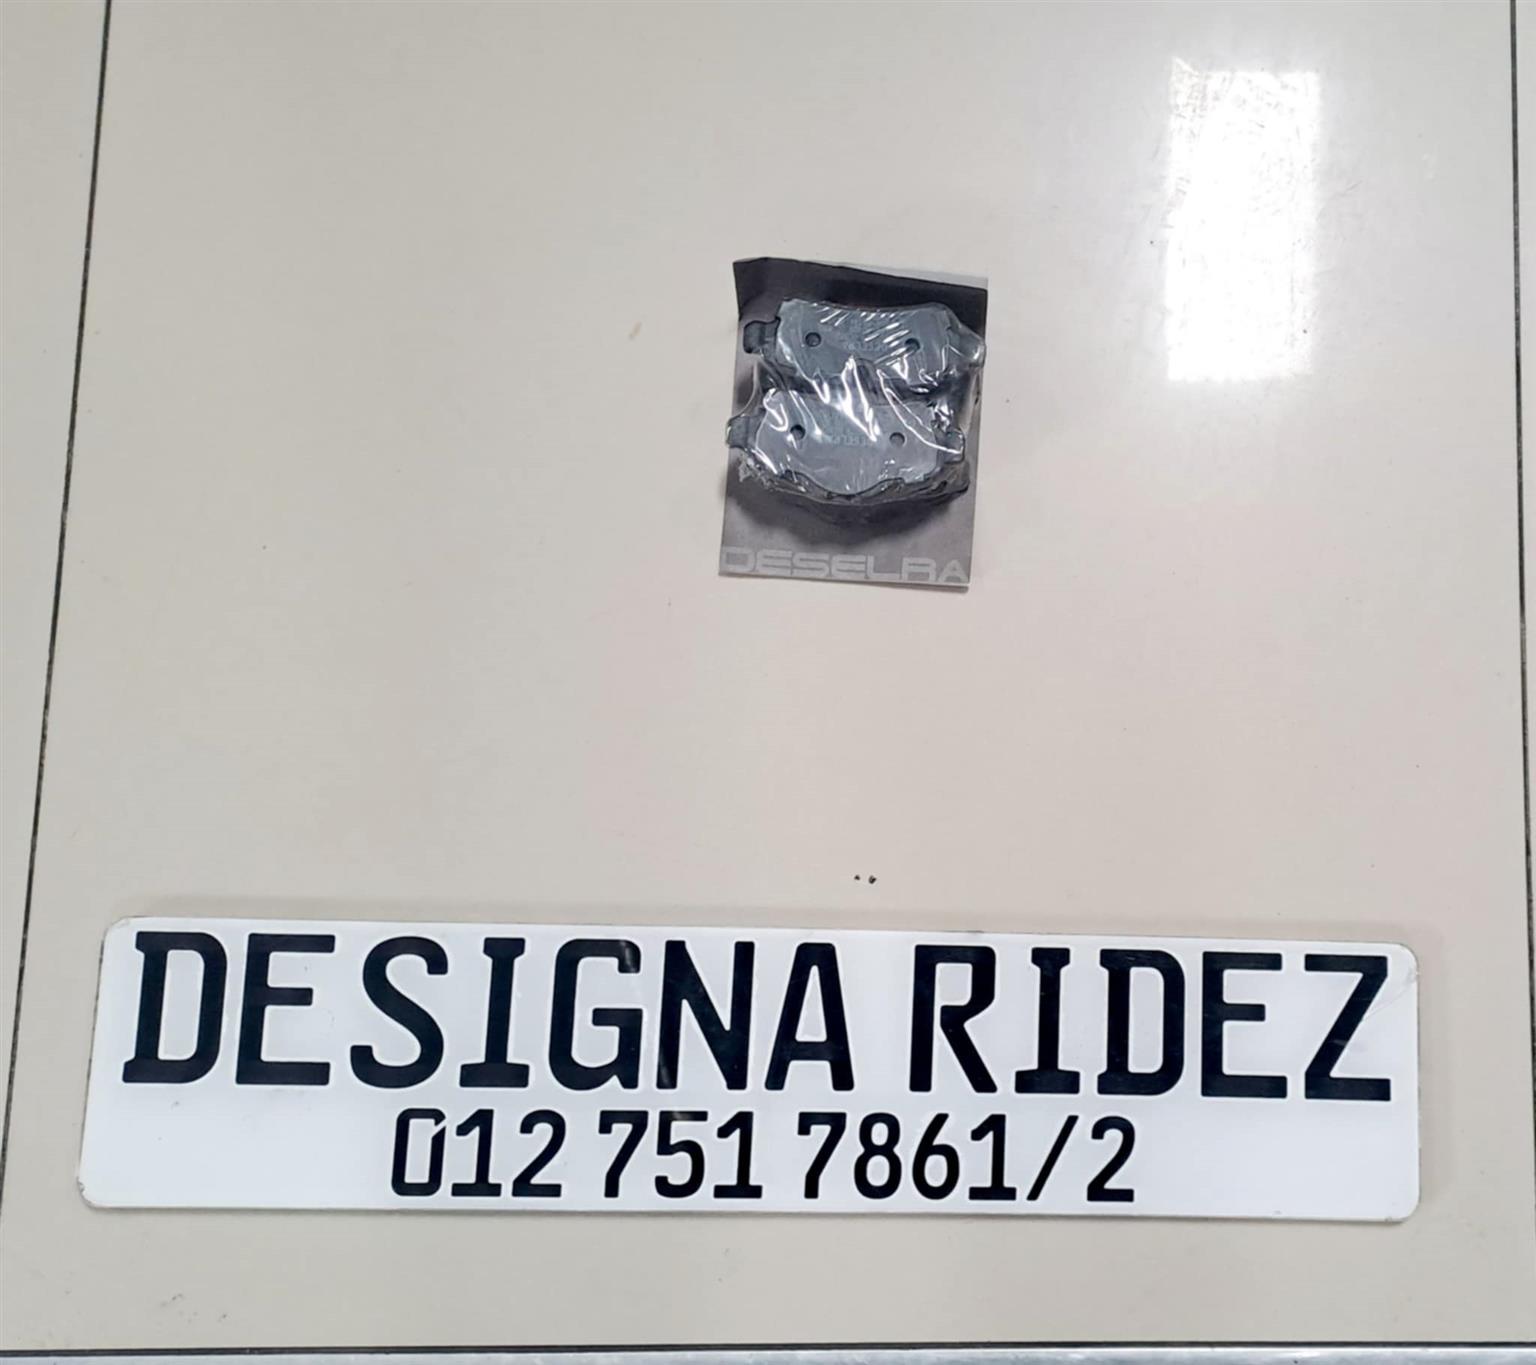 DESELRA
DESIGNA RIDEZ
012 751 7861/2